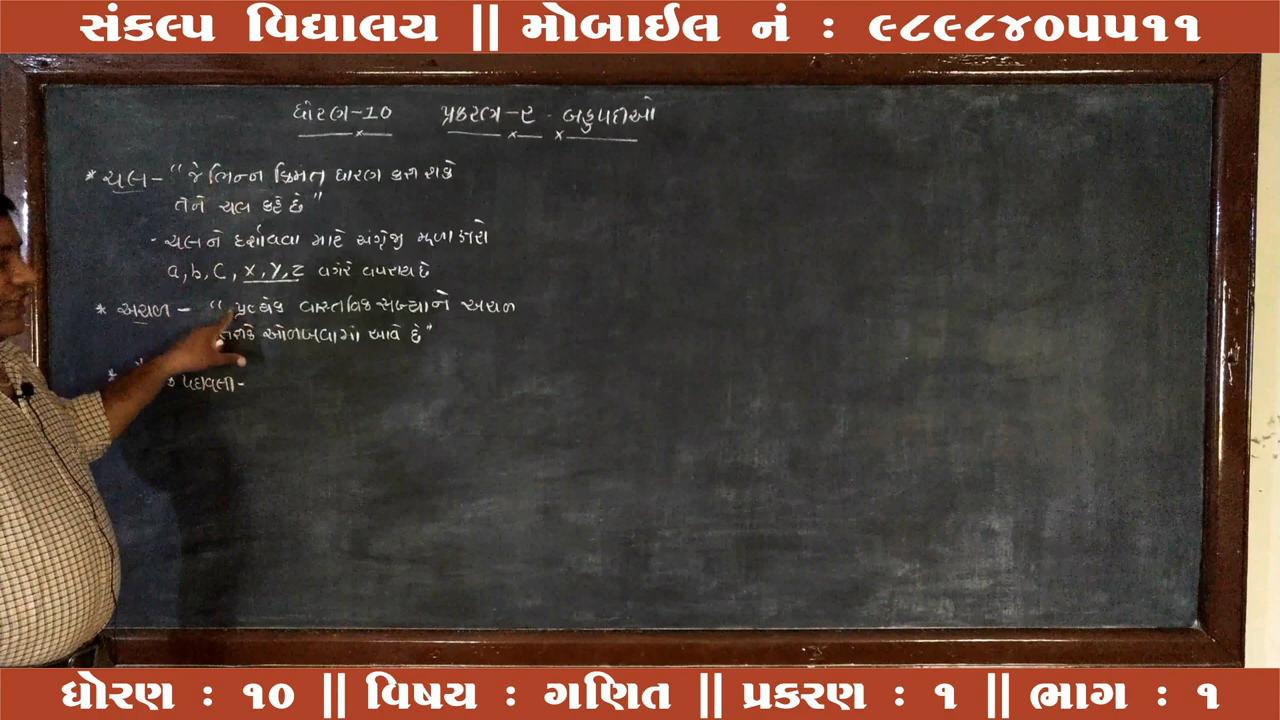 સંકલ્પ વિદ્યાલય || મોબાઈલ નં : ૯૮૯૮૪૦૫૫૧૧
ધોરણ-10 પ્રકરણ-૨ - બહુપદીઓ
* ચલ - “જે ભિન્ન કિંમત ધારણ કરી શકે
તેને ચલ કહે છે”
- ચલને દર્શાવવા માટે અંગ્રેજી મૂળાક્ષરો
a, b, c, x, y, z વગેરે વપરાય છે
* અચળ - “પ્રત્યેક વાસ્તવિક સંખ્યાને અચળ
તરીકે ઓળખવામાં આવે છે”
* પદાવલી -
ધોરણ : ૧૦ || વિષય : ગણિત || પ્રકરણ : ૧ || ભાગ : ૧